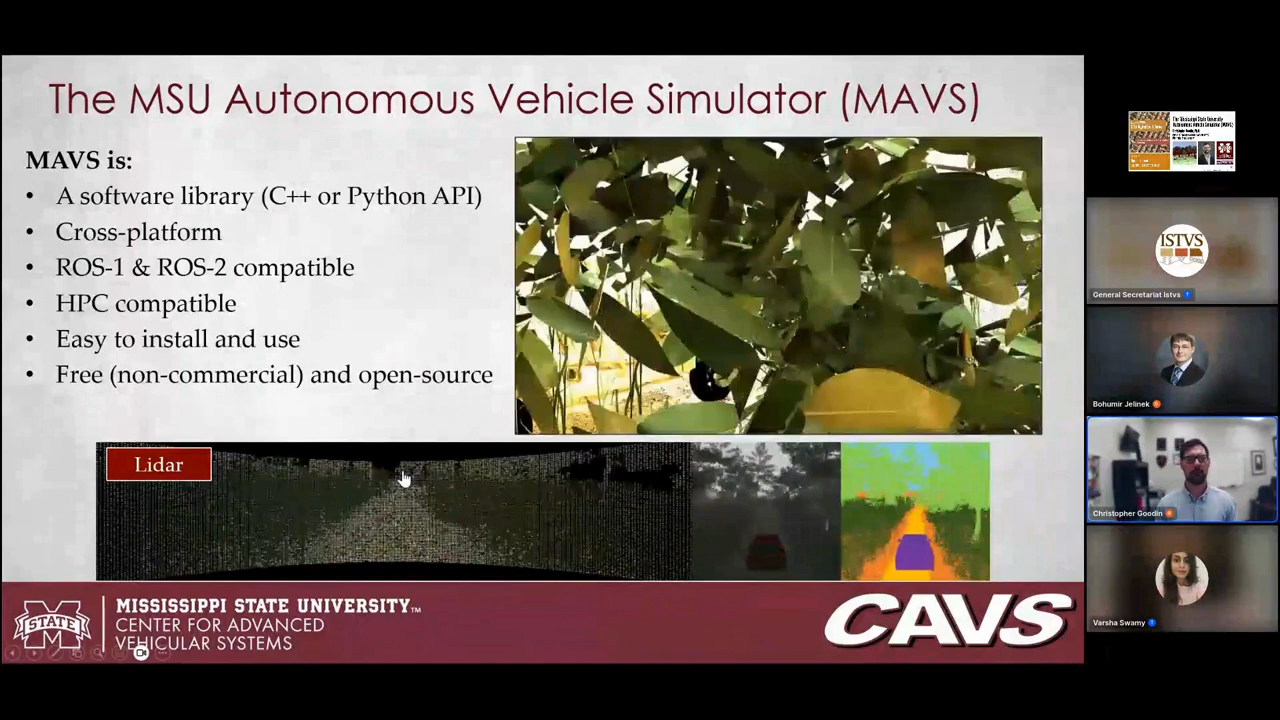 The MSU Autonomous Vehicle Simulator (MAVS)
MAVS is:
• A software library (C++ or Python API)
• Cross-platform
• ROS-1 & ROS-2 compatible
• HPC compatible
• Easy to install and use
• Free (non-commercial) and open-source
Lidar
STATE
MISSISSIPPI STATE UNIVERSITY™
CENTER FOR ADVANCED
VEHICULAR SYSTEMS
CAVS
ISTVS
General Secretariat Istvs
Bohumir Jelinek
Christopher Goodin
Varsha Swamy